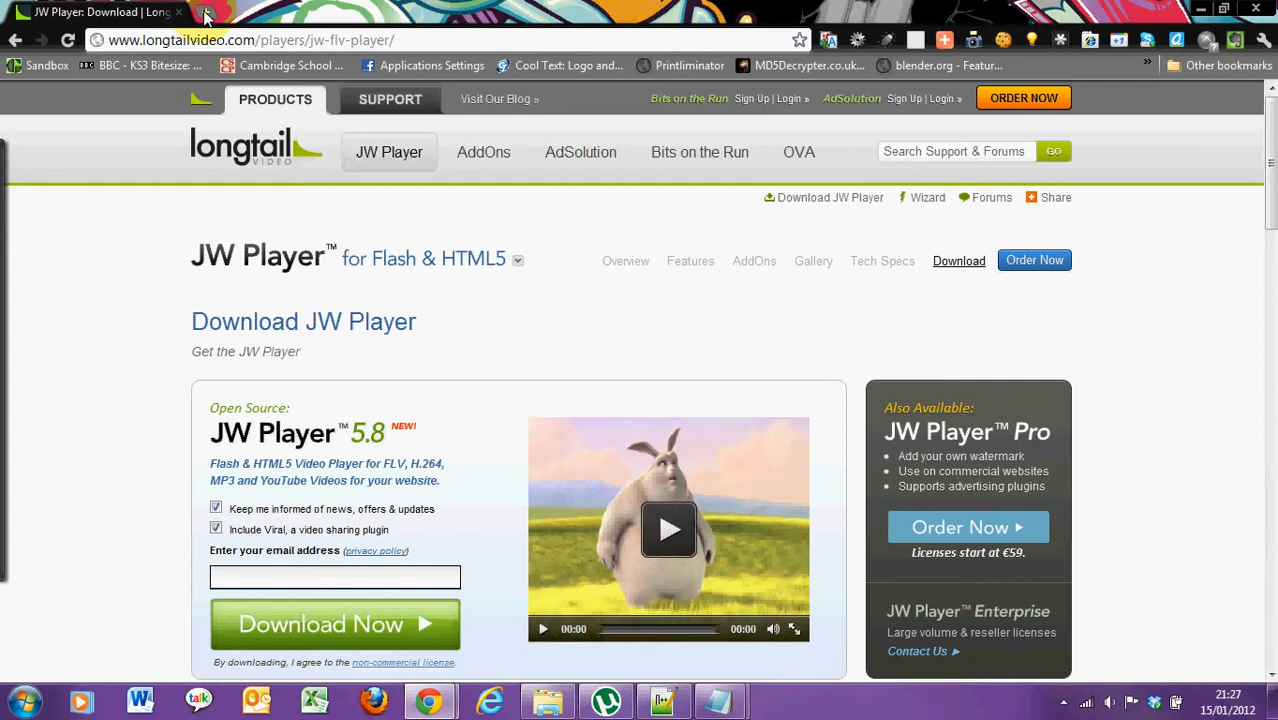 JW Player: Download | Long
www.longtailvideo.com/players/jw-flv-player/
Sandbox
BBC - KS3 Bitesize: ...
Cambridge School ...
Applications Settings
Cool Text: Logo and...
Printliminator
MD5Decrypter.co.uk...
blender.org - Featur...
»
Other bookmarks
PRODUCTS
SUPPORT
Visit Our Blog »
Bits on the Run Sign Up | Login »
AdSolution Sign Up | Login »
ORDER NOW
longtail
VIDEO
JW Player
AddOns
AdSolution
Bits on the Run
OVA
Search Support & Forums
GO
Download JW Player
Wizard
Forums
Share
JW Player™ for Flash & HTML5
Overview
Features
AddOns
Gallery
Tech Specs
Download
Order Now
Download JW Player
Get the JW Player
Open Source:
JW Player™ 5.8 NEW!
Flash & HTML5 Video Player for FLV, H.264,
MP3 and YouTube Videos for your website.
Keep me informed of news, offers & updates
Include Viral, a video sharing plugin
Enter your email address (privacy policy)
Download Now
By downloading, I agree to the non-commercial license.
00:00
00:00
Also Available:
JW Player™ Pro
Add your own watermark
Use on commercial websites
Supports advertising plugins
Order Now
Licenses start at €59.
JW Player™ Enterprise
Large volume & reseller licenses
Contact Us
talk
21:27
15/01/2012